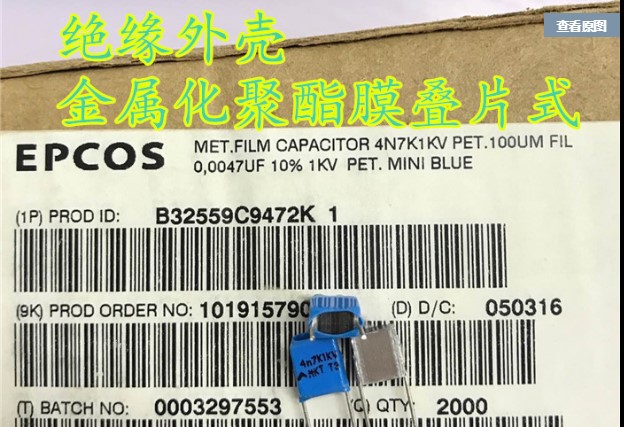 查看原图
绝缘外壳
金属化聚酯膜叠片式
EPCOS
MET.FILM CAPACITOR 4N7K1KV PET.100UM FIL
0,0047UF 10% 1KV PET. MINI BLUE
(1P) PROD ID: B32559C9472K 1
(9K) PROD ORDER NO: 101915790
(D) D/C: 050316
4n7K1KV
MKT
(T) BATCH NO: 0003297553
(Q) QTY: 2000